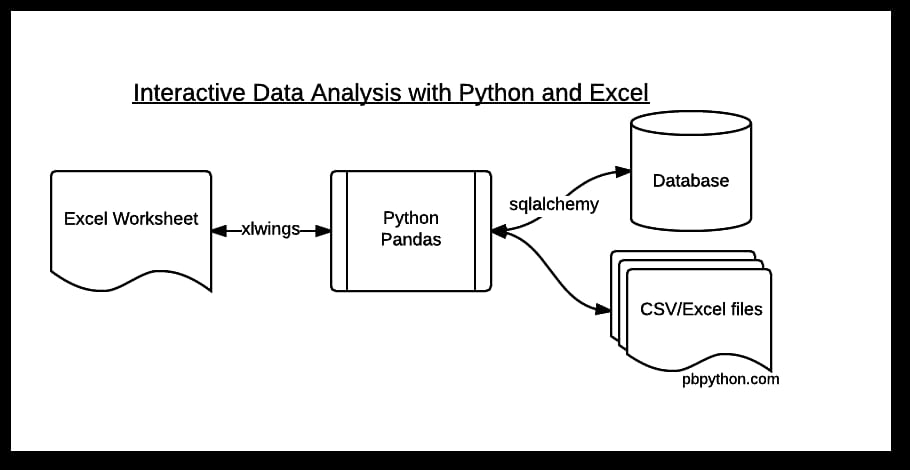 Interactive Data Analysis with Python and Excel
Excel Worksheet
xlwings
Python
Pandas
sqlalchemy
Database
CSV/Excel files
pbpython.com